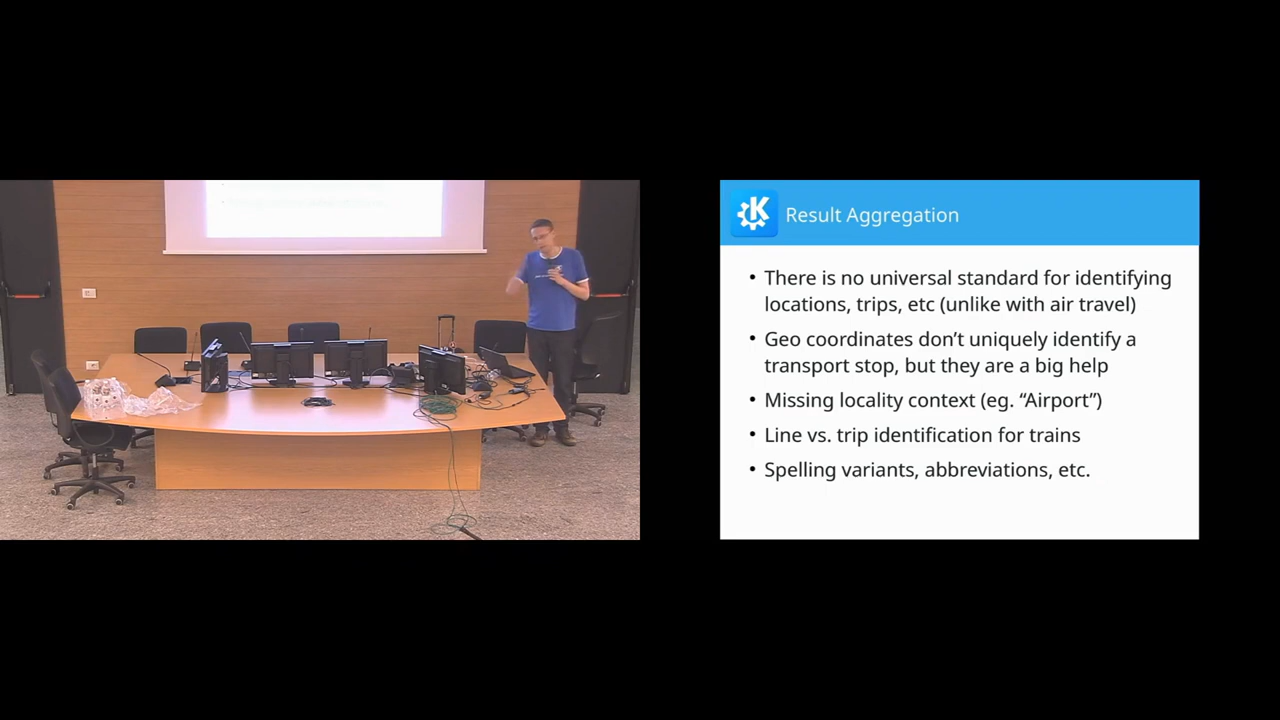 Result Aggregation
• There is no universal standard for identifying
locations, trips, etc (unlike with air travel)
• Geo coordinates don’t uniquely identify a
transport stop, but they are a big help
• Missing locality context (eg. “Airport”)
• Line vs. trip identification for trains
• Spelling variants, abbreviations, etc.